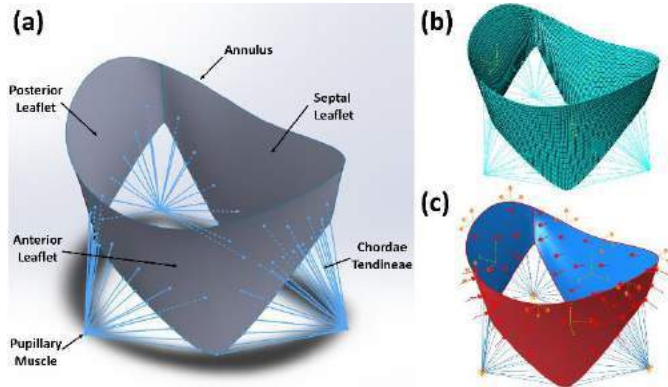 (a)
Annulus
Posterior
Leaflet
Septal
Leaflet
Anterior
Leaflet
Chordae
Tendineae
Pupillary
Muscle
(b)
(c)